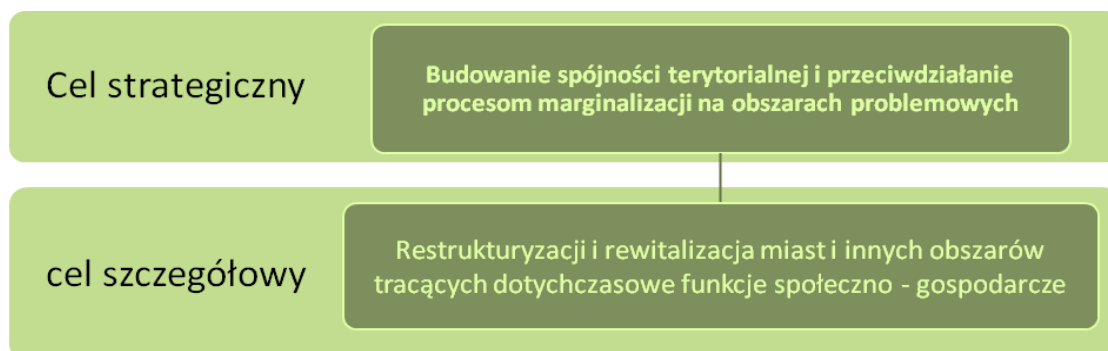 Cel strategiczny
Budowanie spójności terytorialnej i przeciwdziałanie
procesom marginalizacji na obszarach problemowych
cel szczegółowy
Restrukturyzacji i rewitalizacja miast i innych obszarów
tracących dotychczasowe funkcje społeczno - gospodarcze